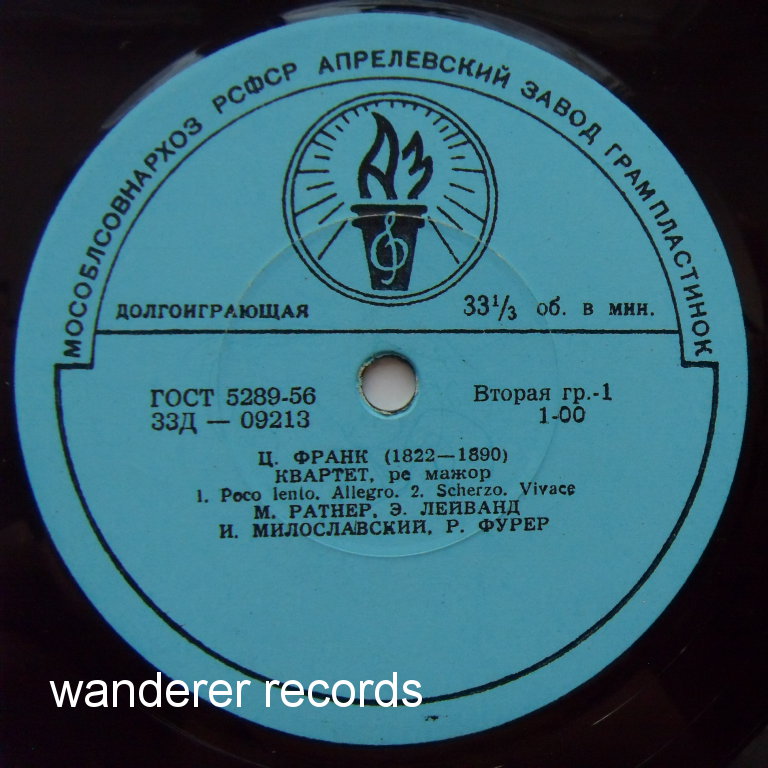 МОСОБЛСОВНАРХОЗ РСФСР АПРЕЛЕВСКИЙ ЗАВОД ГРАМПЛАСТИНОК
АЗ
ДОЛГОИГРАЮЩАЯ 33⅓ об. в мин.
ГОСТ 5289-56 Вторая гр.-1
33Д — 09213 1-00
Ц. ФРАНК (1822—1890)
КВАРТЕТ, ре мажор
1. Poco lento. Allegro. 2. Scherzo. Vivace
М. РАТНЕР, Э. ЛЕЙВАНД
И. МИЛОСЛАВСКИЙ, Р. ФУРЕР
wanderer records